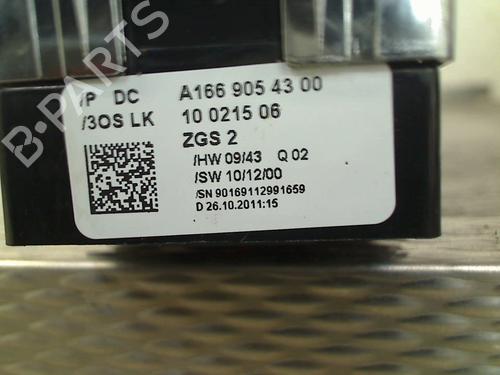 /P DC A166 905 43 00
/3OS LK 10 0215 06
ZGS 2
/HW 09/43 Q 02
/SW 10/12/00
/SN 90169112991659
D 26.10.2011:15
B-PARTS